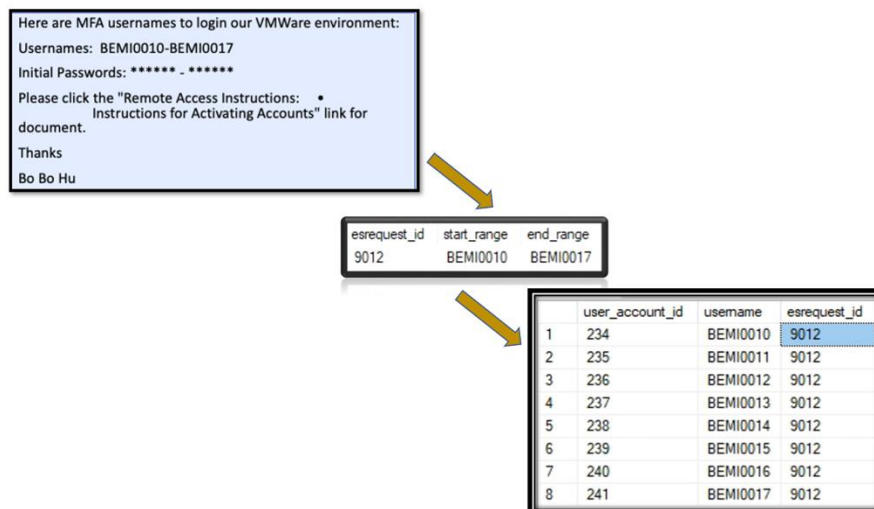 Here are MFA usernames to login our VMWare environment:
Usernames: BEMI0010-BEMI0017
Initial Passwords: ****** - ******
Please click the "Remote Access Instructions: •
Instructions for Activating Accounts" link for
document.
Thanks
Bo Bo Hu
esrequest_id start_range end_range
9012 BEMI0010 BEMI0017
user_account_id username esrequest_id
1 234 BEMI0010 9012
2 235 BEMI0011 9012
3 236 BEMI0012 9012
4 237 BEMI0013 9012
5 238 BEMI0014 9012
6 239 BEMI0015 9012
7 240 BEMI0016 9012
8 241 BEMI0017 9012